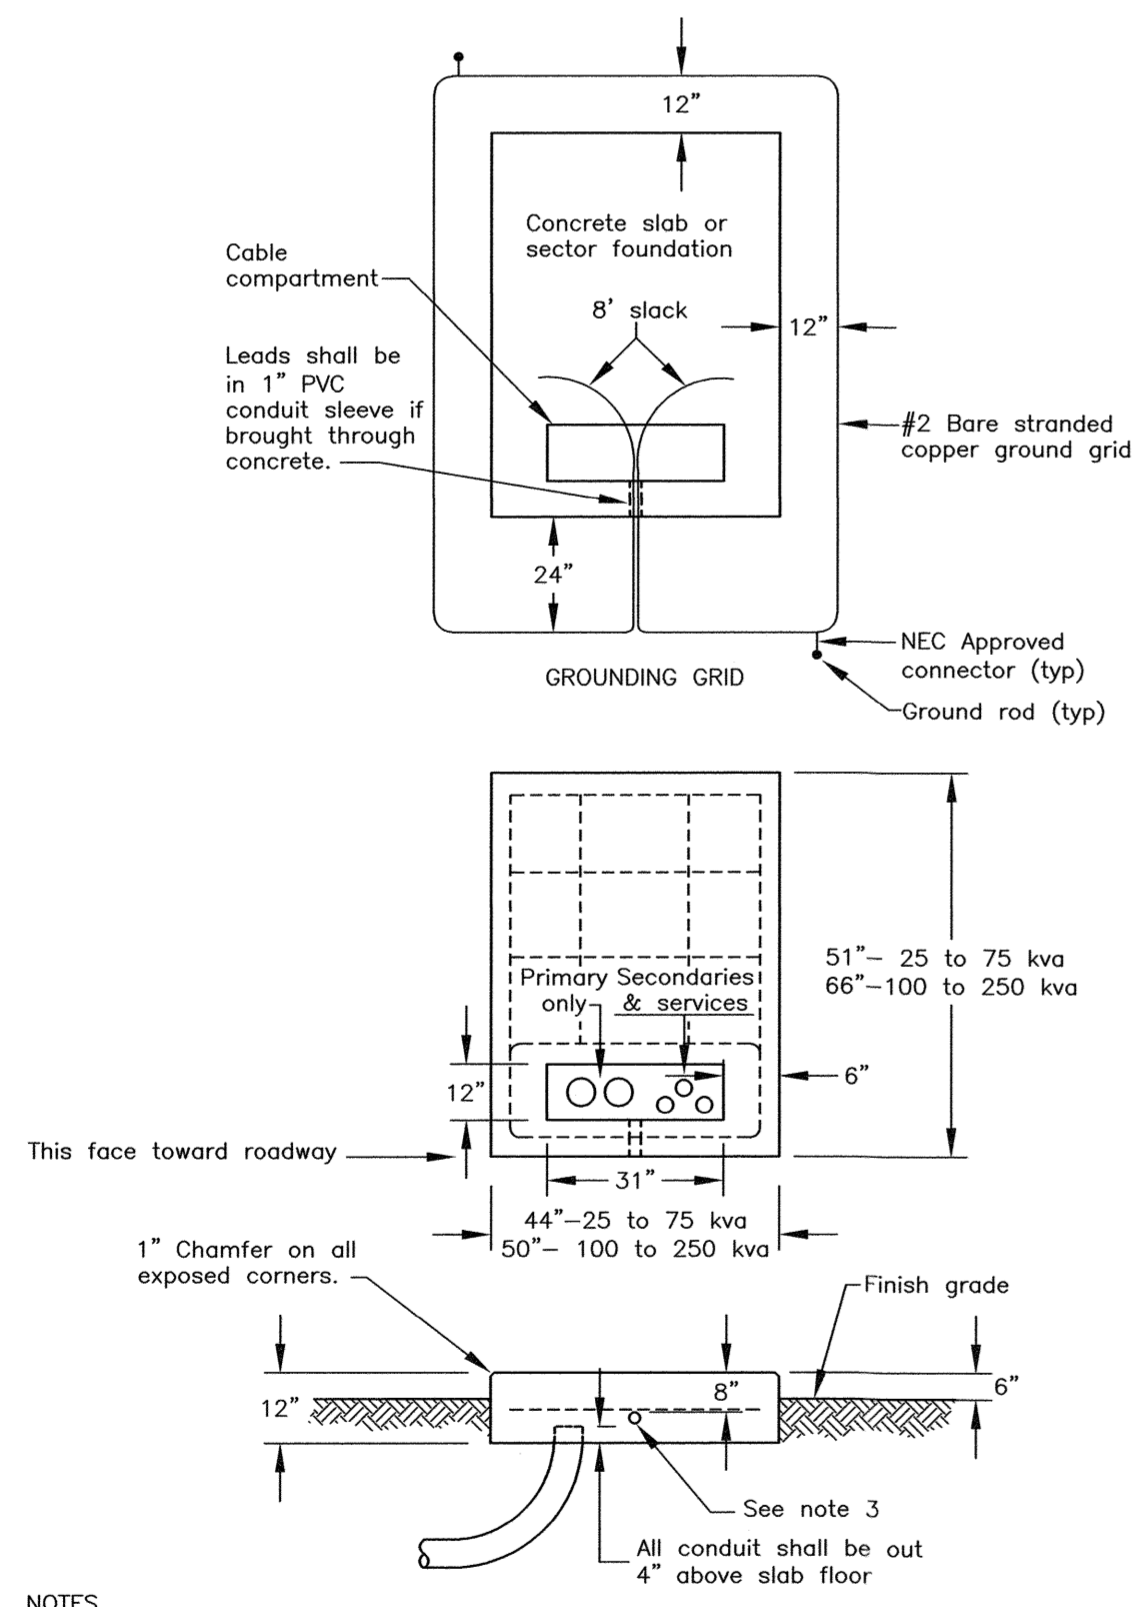 12"
Concrete slab or
sector foundation
Cable
compartment
8' slack
12"
Leads shall be
in 1" PVC
conduit sleeve if
brought through
concrete.
#2 Bare stranded
copper ground grid
24"
NEC Approved
connector (typ)
GROUNDING GRID
Ground rod (typ)
51"- 25 to 75 kva
66"-100 to 250 kva
Primary
only
Secondaries
& services
12"
6"
This face toward roadway
31"
44"-25 to 75 kva
50"- 100 to 250 kva
1" Chamfer on all
exposed corners.
Finish grade
12"
8"
6"
See note 3
All conduit shall be out
4" above slab floor
NOTES